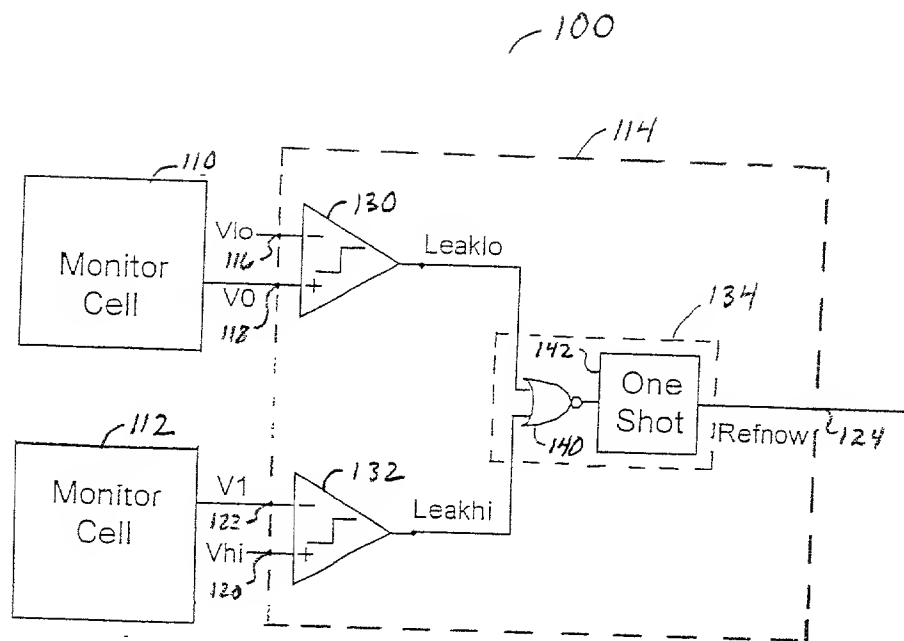 100
114
110
130
Vlo
116
Leaklo
Monitor
Cell
V0
118
134
142
One
Shot
140
Refnow
124
112
132
Monitor
Cell
V1
122
Leakhi
Vhi
120